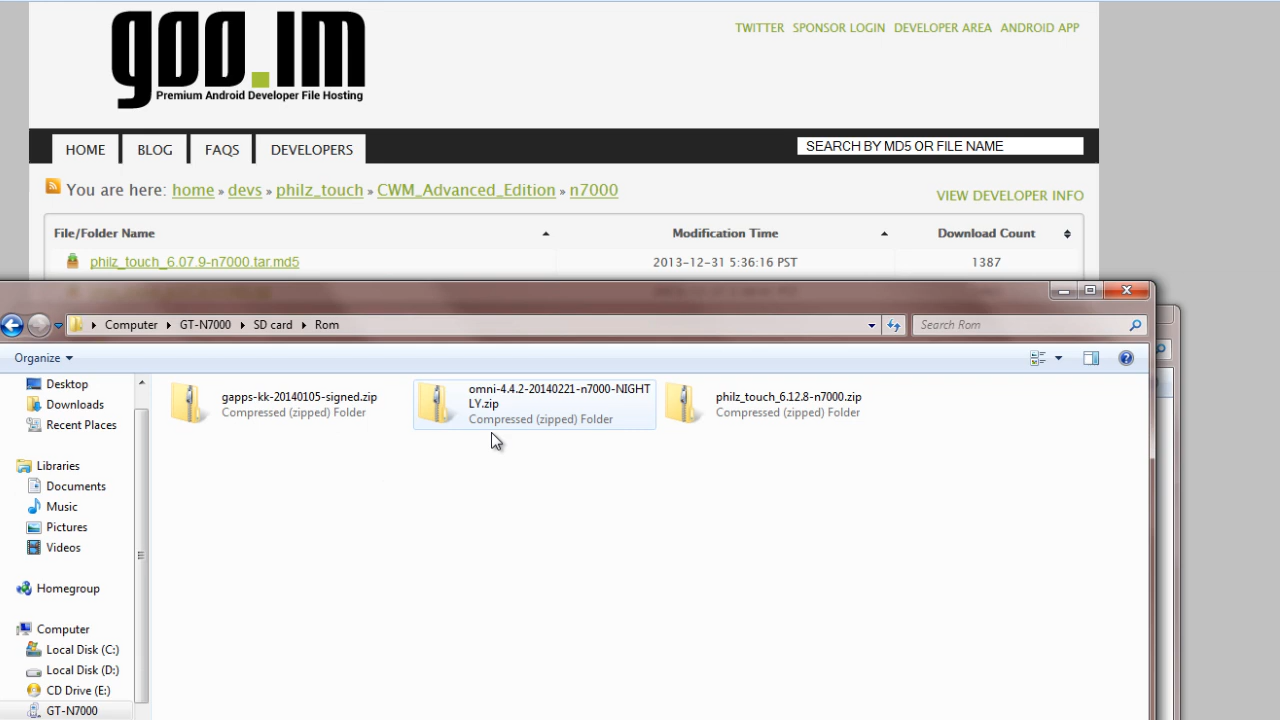 goo.im
Premium Android Developer File Hosting
TWITTER SPONSOR LOGIN DEVELOPER AREA ANDROID APP
HOME BLOG FAQS DEVELOPERS
SEARCH BY MD5 OR FILE NAME
You are here: home » devs » philz_touch » CWM_Advanced_Edition » n7000
VIEW DEVELOPER INFO
File/Folder Name Modification Time Download Count
philz_touch_6.07.9-n7000.tar.md5 2013-12-31 5:36:16 PST 1387
Computer GT-N7000 SD card Rom
Search Rom
Organize
Desktop
Downloads
Recent Places
Libraries
Documents
Music
Pictures
Videos
Homegroup
Computer
Local Disk (C:)
Local Disk (D:)
CD Drive (E:)
GT-N7000
gapps-kk-20140105-signed.zip
Compressed (zipped) Folder
omni-4.4.2-20140221-n7000-NIGHT
LY.zip
Compressed (zipped) Folder
philz_touch_6.12.8-n7000.zip
Compressed (zipped) Folder